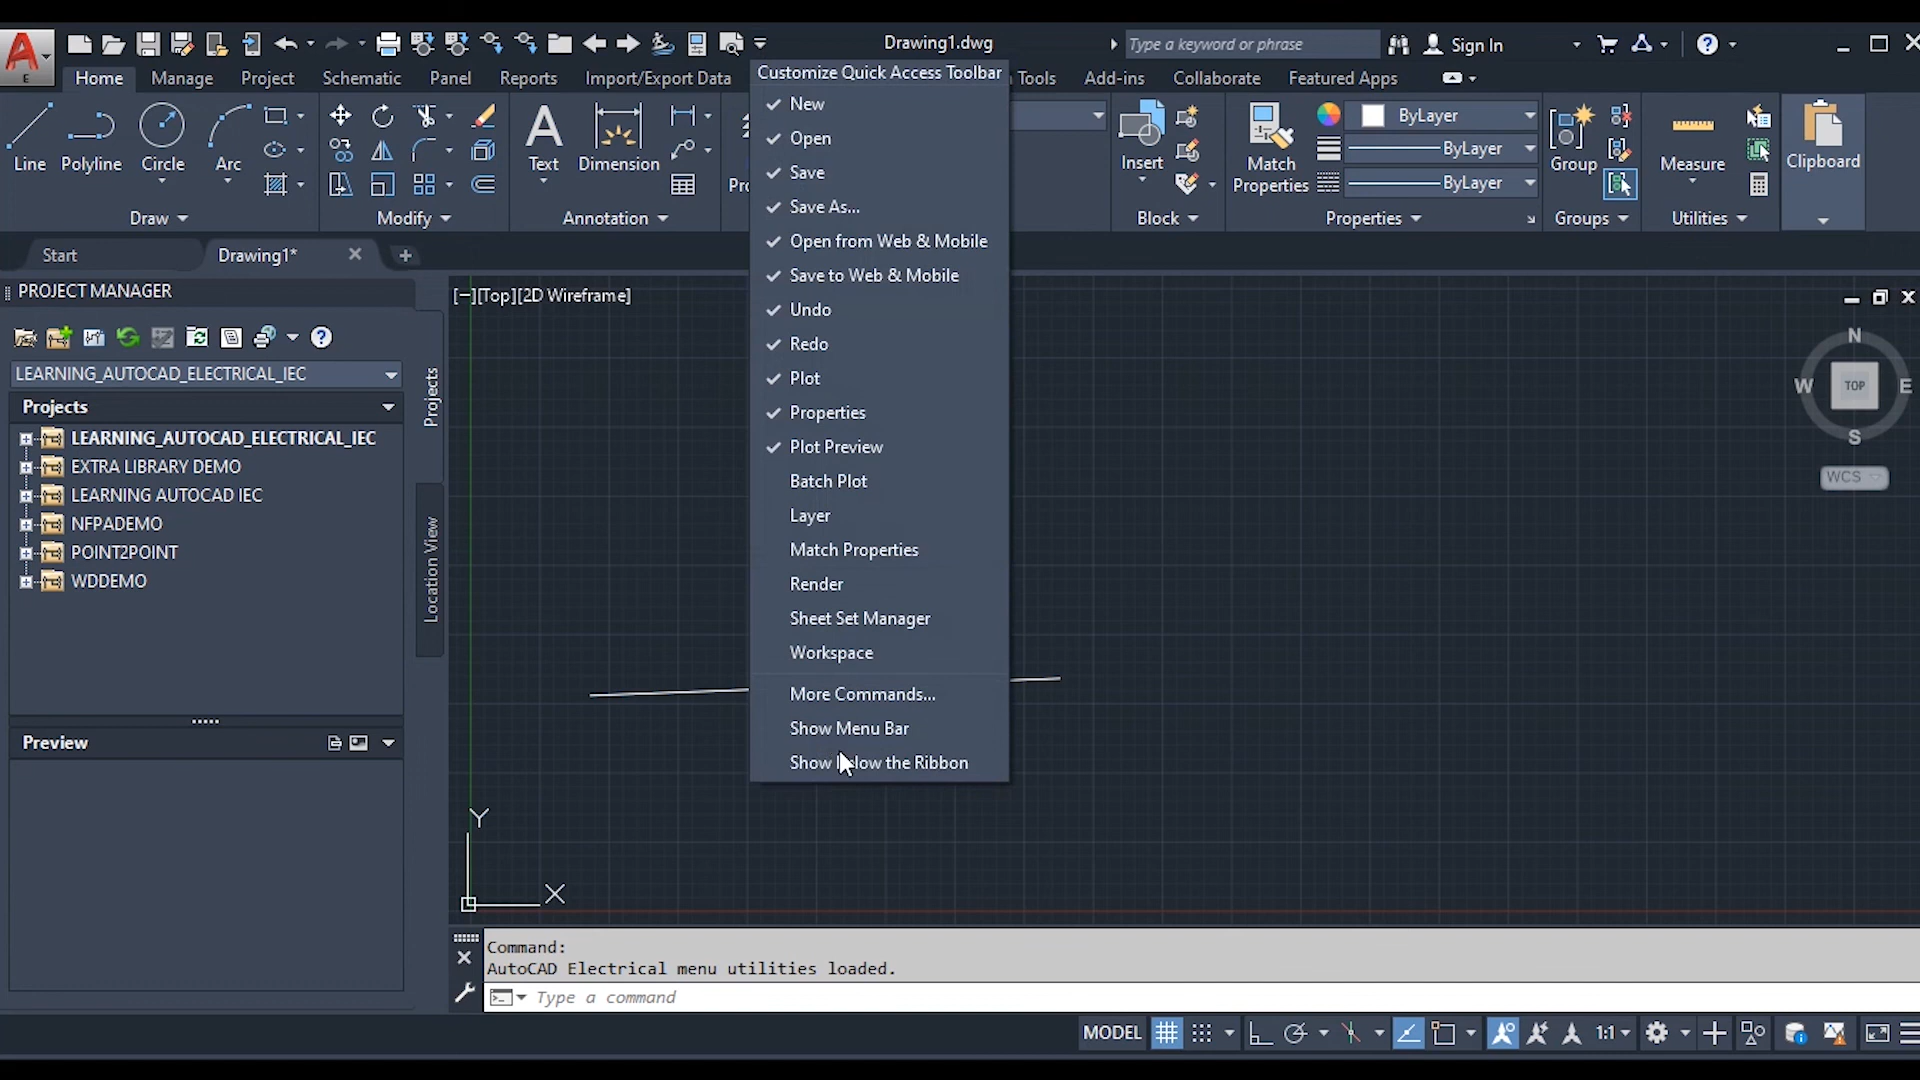 E
Drawing1.dwg
Type a keyword or phrase
Sign In
Home
Manage
Project
Schematic
Panel
Reports
Import/Export Data
Tools
Add-ins
Collaborate
Featured Apps
Line
Polyline
Circle
Arc
Draw
Modify
Text
Dimension
Annotation
Insert
Block
Match
Properties
ByLayer
ByLayer
ByLayer
Properties
Group
Groups
Measure
Utilities
Clipboard
Start
Drawing1*
PROJECT MANAGER
LEARNING_AUTOCAD_ELECTRICAL_IEC
Projects
LEARNING_AUTOCAD_ELECTRICAL_IEC
EXTRA LIBRARY DEMO
LEARNING AUTOCAD IEC
NFPADEMO
POINT2POINT
WDDEMO
Projects
Location View
Preview
[−][Top][2D Wireframe]
Customize Quick Access Toolbar
New
Open
Save
Save As...
Open from Web & Mobile
Save to Web & Mobile
Undo
Redo
Plot
Properties
Plot Preview
Batch Plot
Layer
Match Properties
Render
Sheet Set Manager
Workspace
More Commands...
Show Menu Bar
Show the Ribbon
N
W
TOP
E
S
WCS
Y
X
Command:
AutoCAD Electrical menu utilities loaded.
Type a command
MODEL
1:1